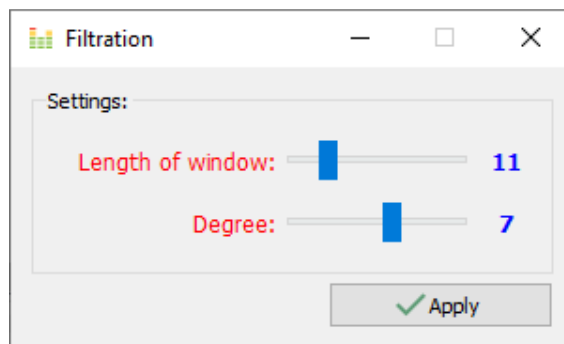 Filtration
Settings:
Length of window: 11
Degree: 7
Apply